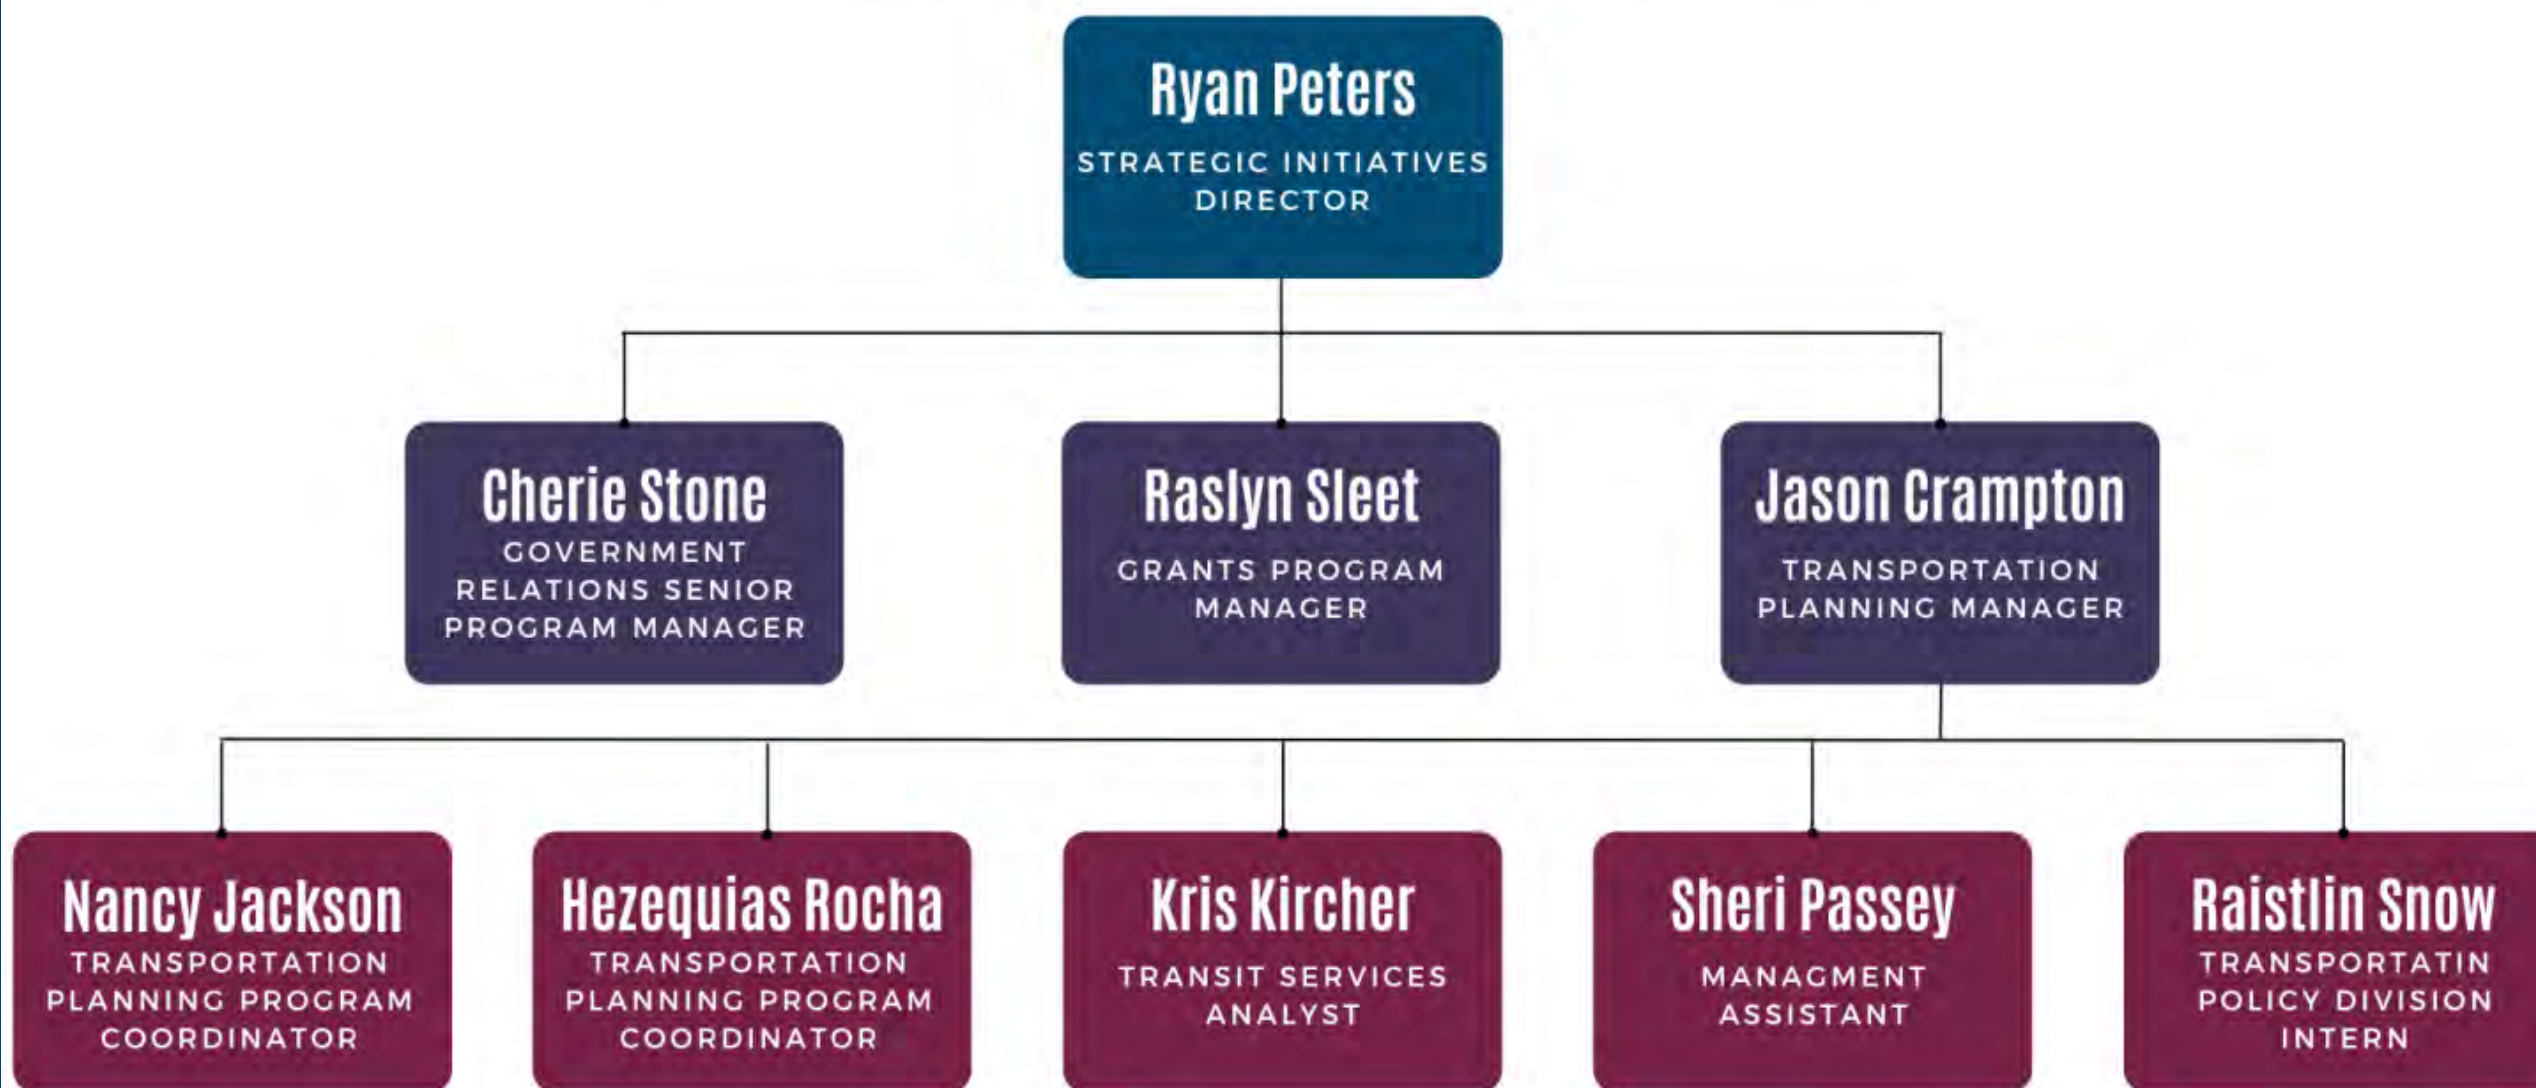 Ryan Peters
STRATEGIC INITIATIVES
DIRECTOR
Cherie Stone
GOVERNMENT
RELATIONS SENIOR
PROGRAM MANAGER
Raslyn Sleet
GRANTS PROGRAM
MANAGER
Jason Crampton
TRANSPORTATION
PLANNING MANAGER
Nancy Jackson
TRANSPORTATION
PLANNING PROGRAM
COORDINATOR
Hezequias Rocha
TRANSPORTATION
PLANNING PROGRAM
COORDINATOR
Kris Kircher
TRANSIT SERVICES
ANALYST
Sheri Passey
MANAGMENT
ASSISTANT
Raistlin Snow
TRANSPORTATIN
POLICY DIVISION
INTERN